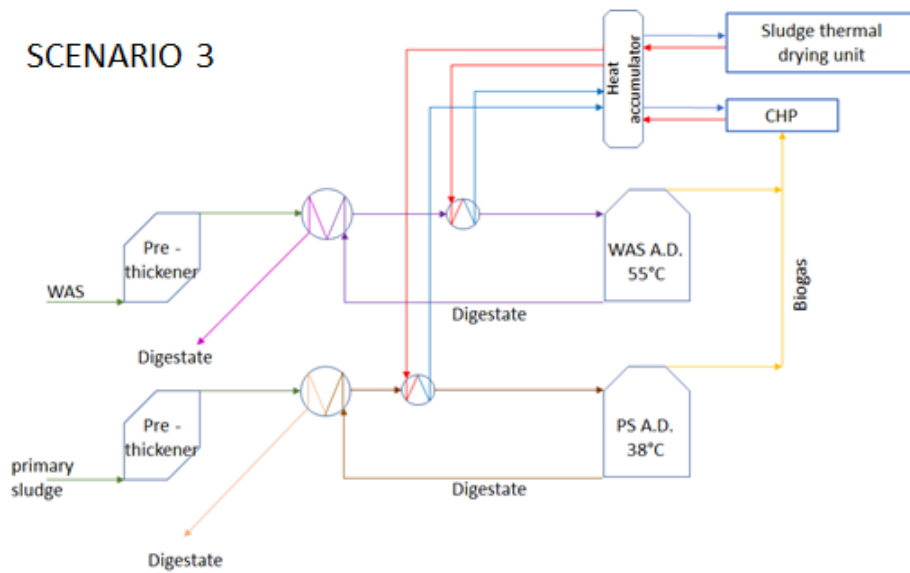 SCENARIO 3
Sludge thermal
drying unit
Heat
accumulator
CHP
Pre -
thickener
WAS
WAS A.D.
55°C
Biogas
Digestate
Digestate
Pre -
thickener
PS A.D.
38°C
primary
sludge
Digestate
Digestate